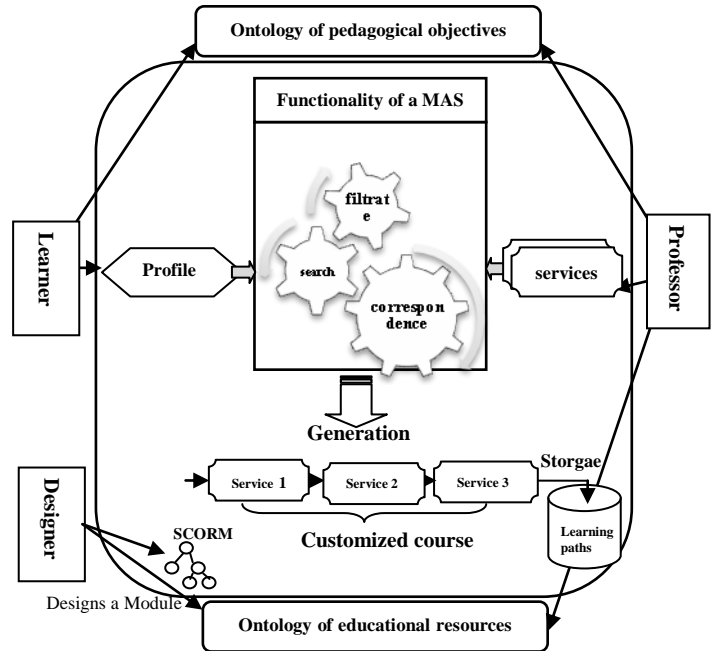 Ontology of pedagogical objectives
Functionality of a MAS
filtrat
e
search
correspon
dence
Learner
Profile
services
Professor
Generation
Storgae
Service 1
Service 2
Service 3
Designer
SCORM
Customized course
Learning
paths
Designs a Module
Ontology of educational resources